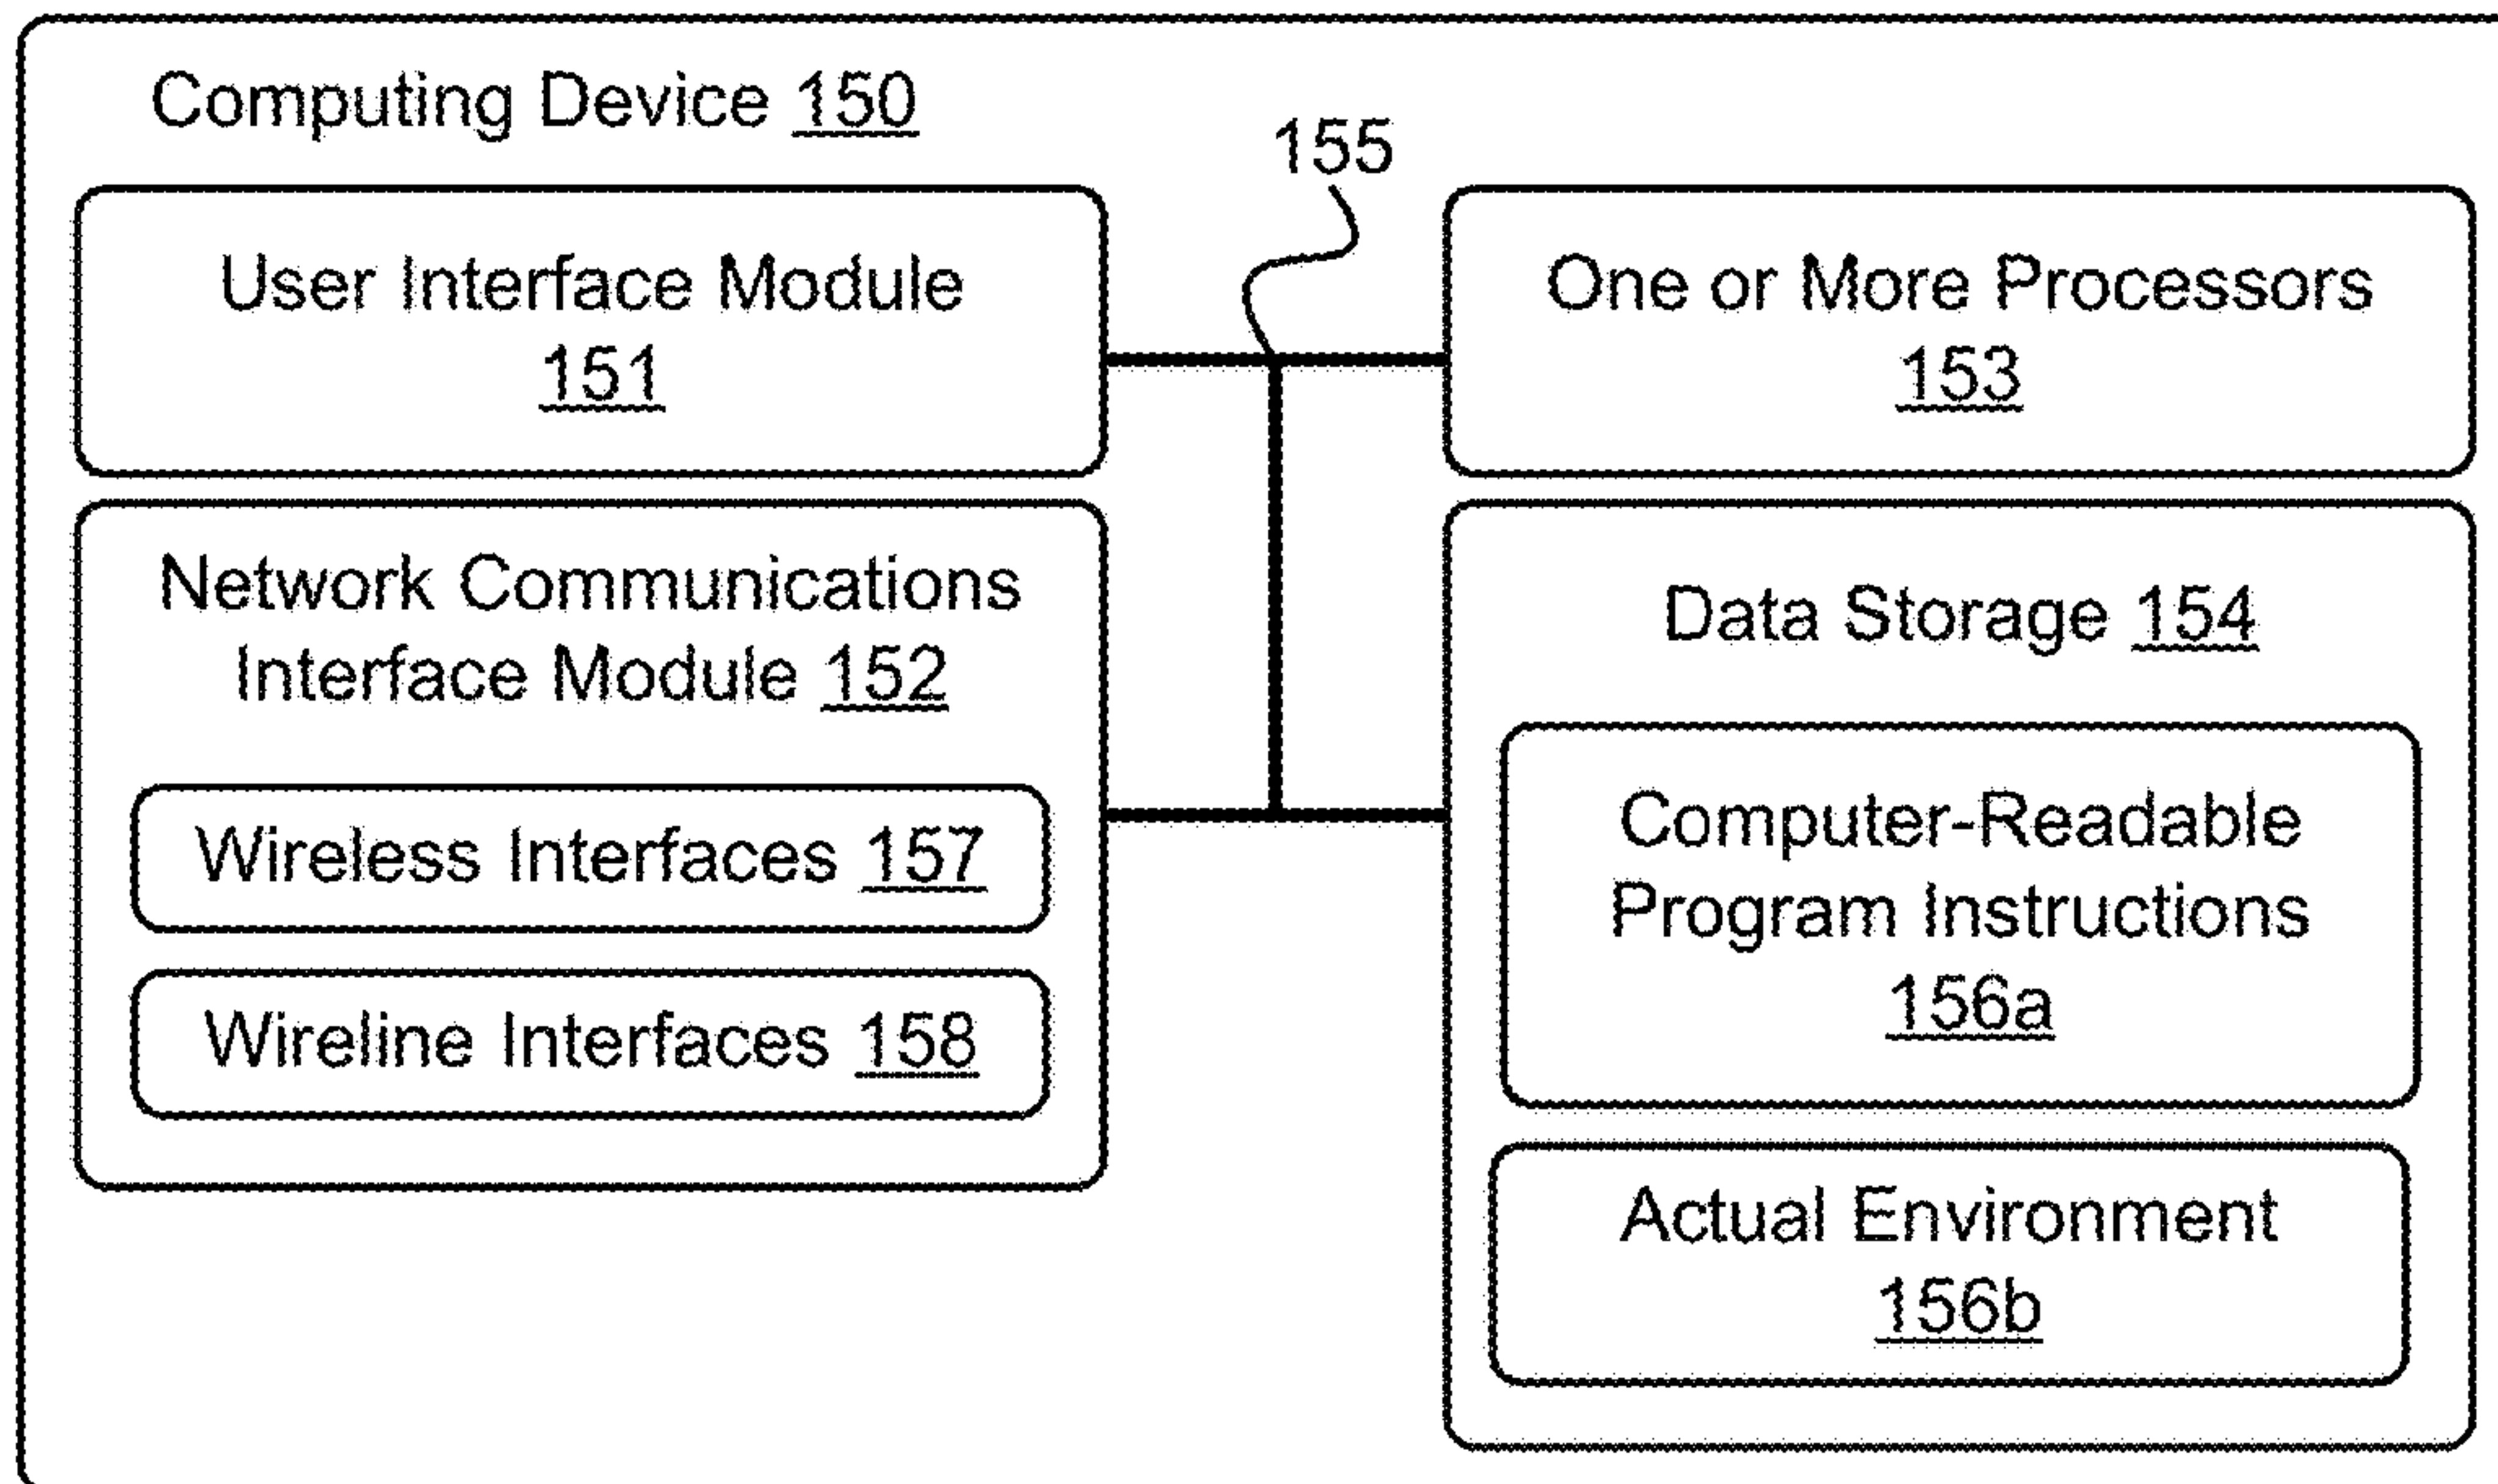 Computing Device 150
155
User Interface Module
151
One or More Processors
153
Network Communications
Interface Module 152
Wireless Interfaces 157
Wireline Interfaces 158
Data Storage 154
Computer-Readable
Program Instructions
156a
Actual Environment
156b